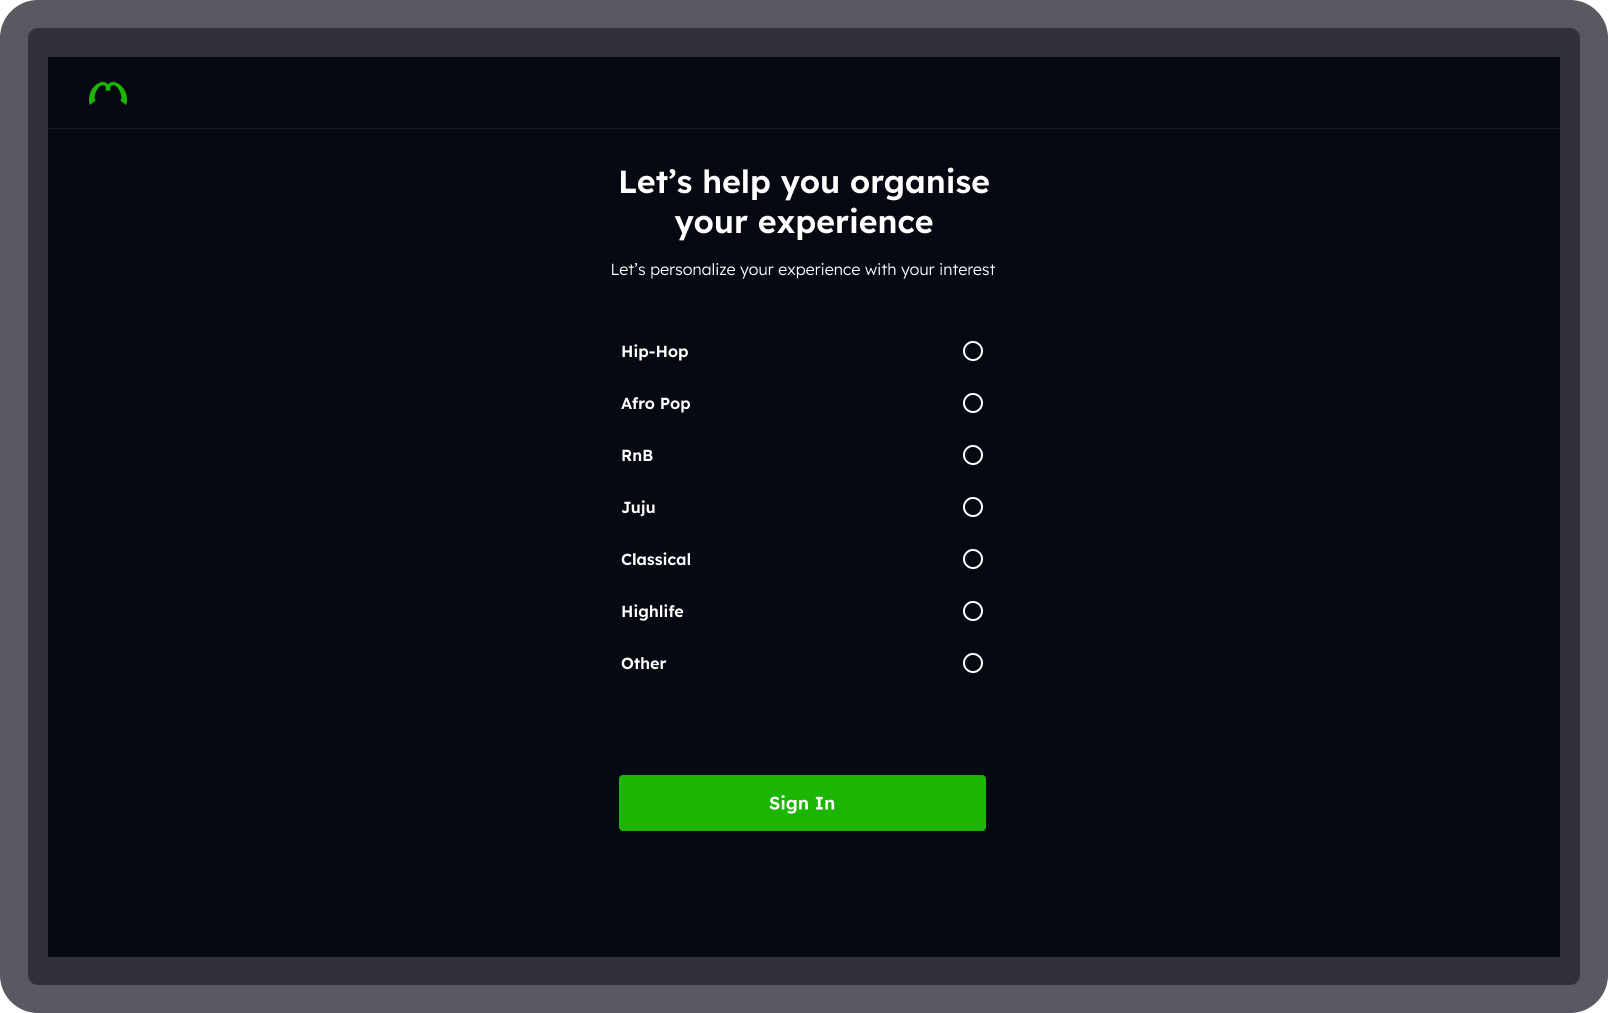 Let’s help you organise
your experience
Let’s personalize your experience with your interest
Hip-Hop
Afro Pop
RnB
Juju
Classical
Highlife
Other
Sign In